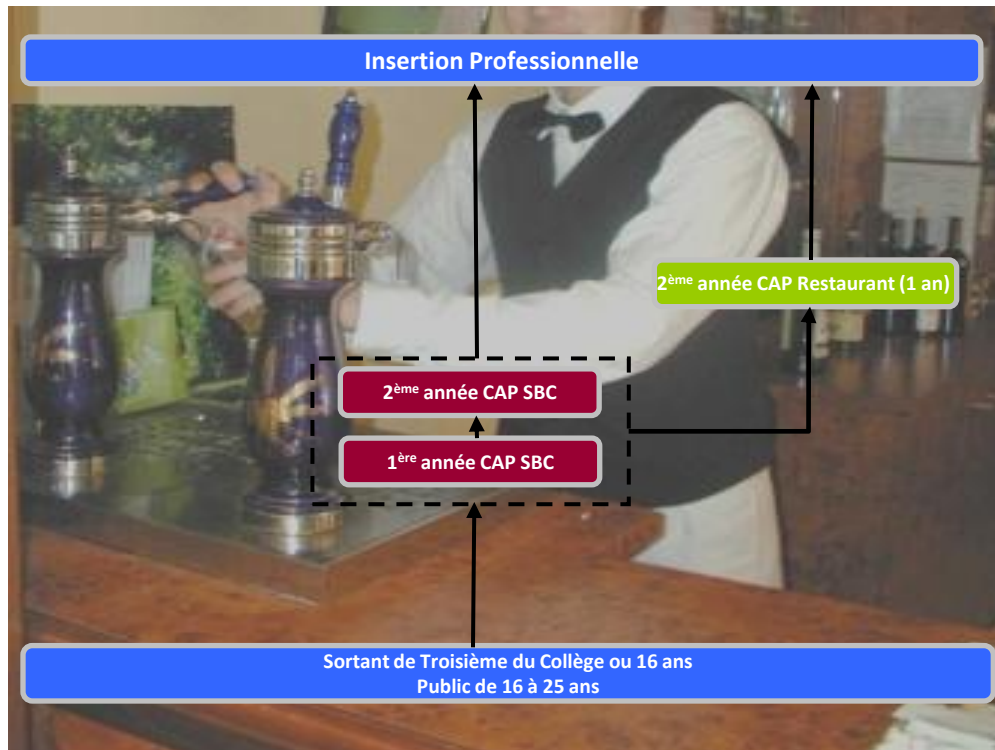 Insertion Professionnelle
2ème année CAP Restaurant (1 an)
2ème année CAP SBC
1ère année CAP SBC
Sortant de Troisième du Collège ou 16 ans
Public de 16 à 25 ans